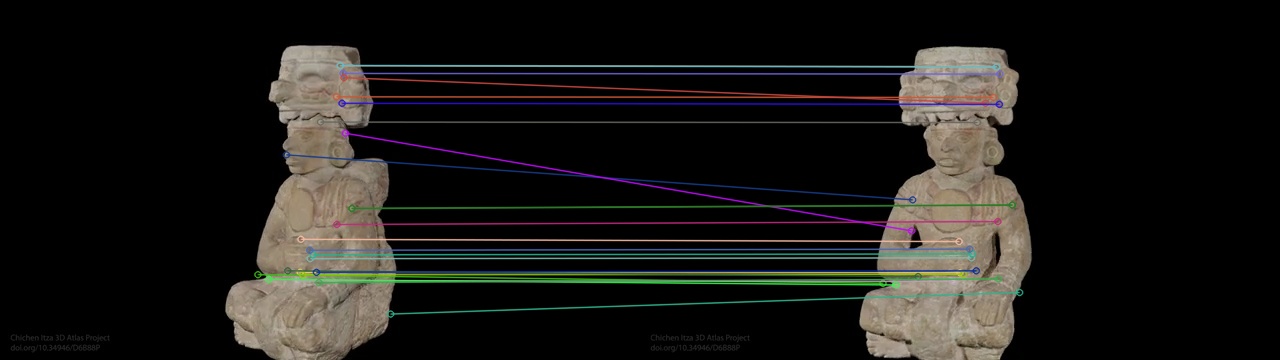 Chichen Itza 3D Atlas Project
doi.org/10.34946/D6B88P
Chichen Itza 3D Atlas Project
doi.org/10.34946/D6B88P